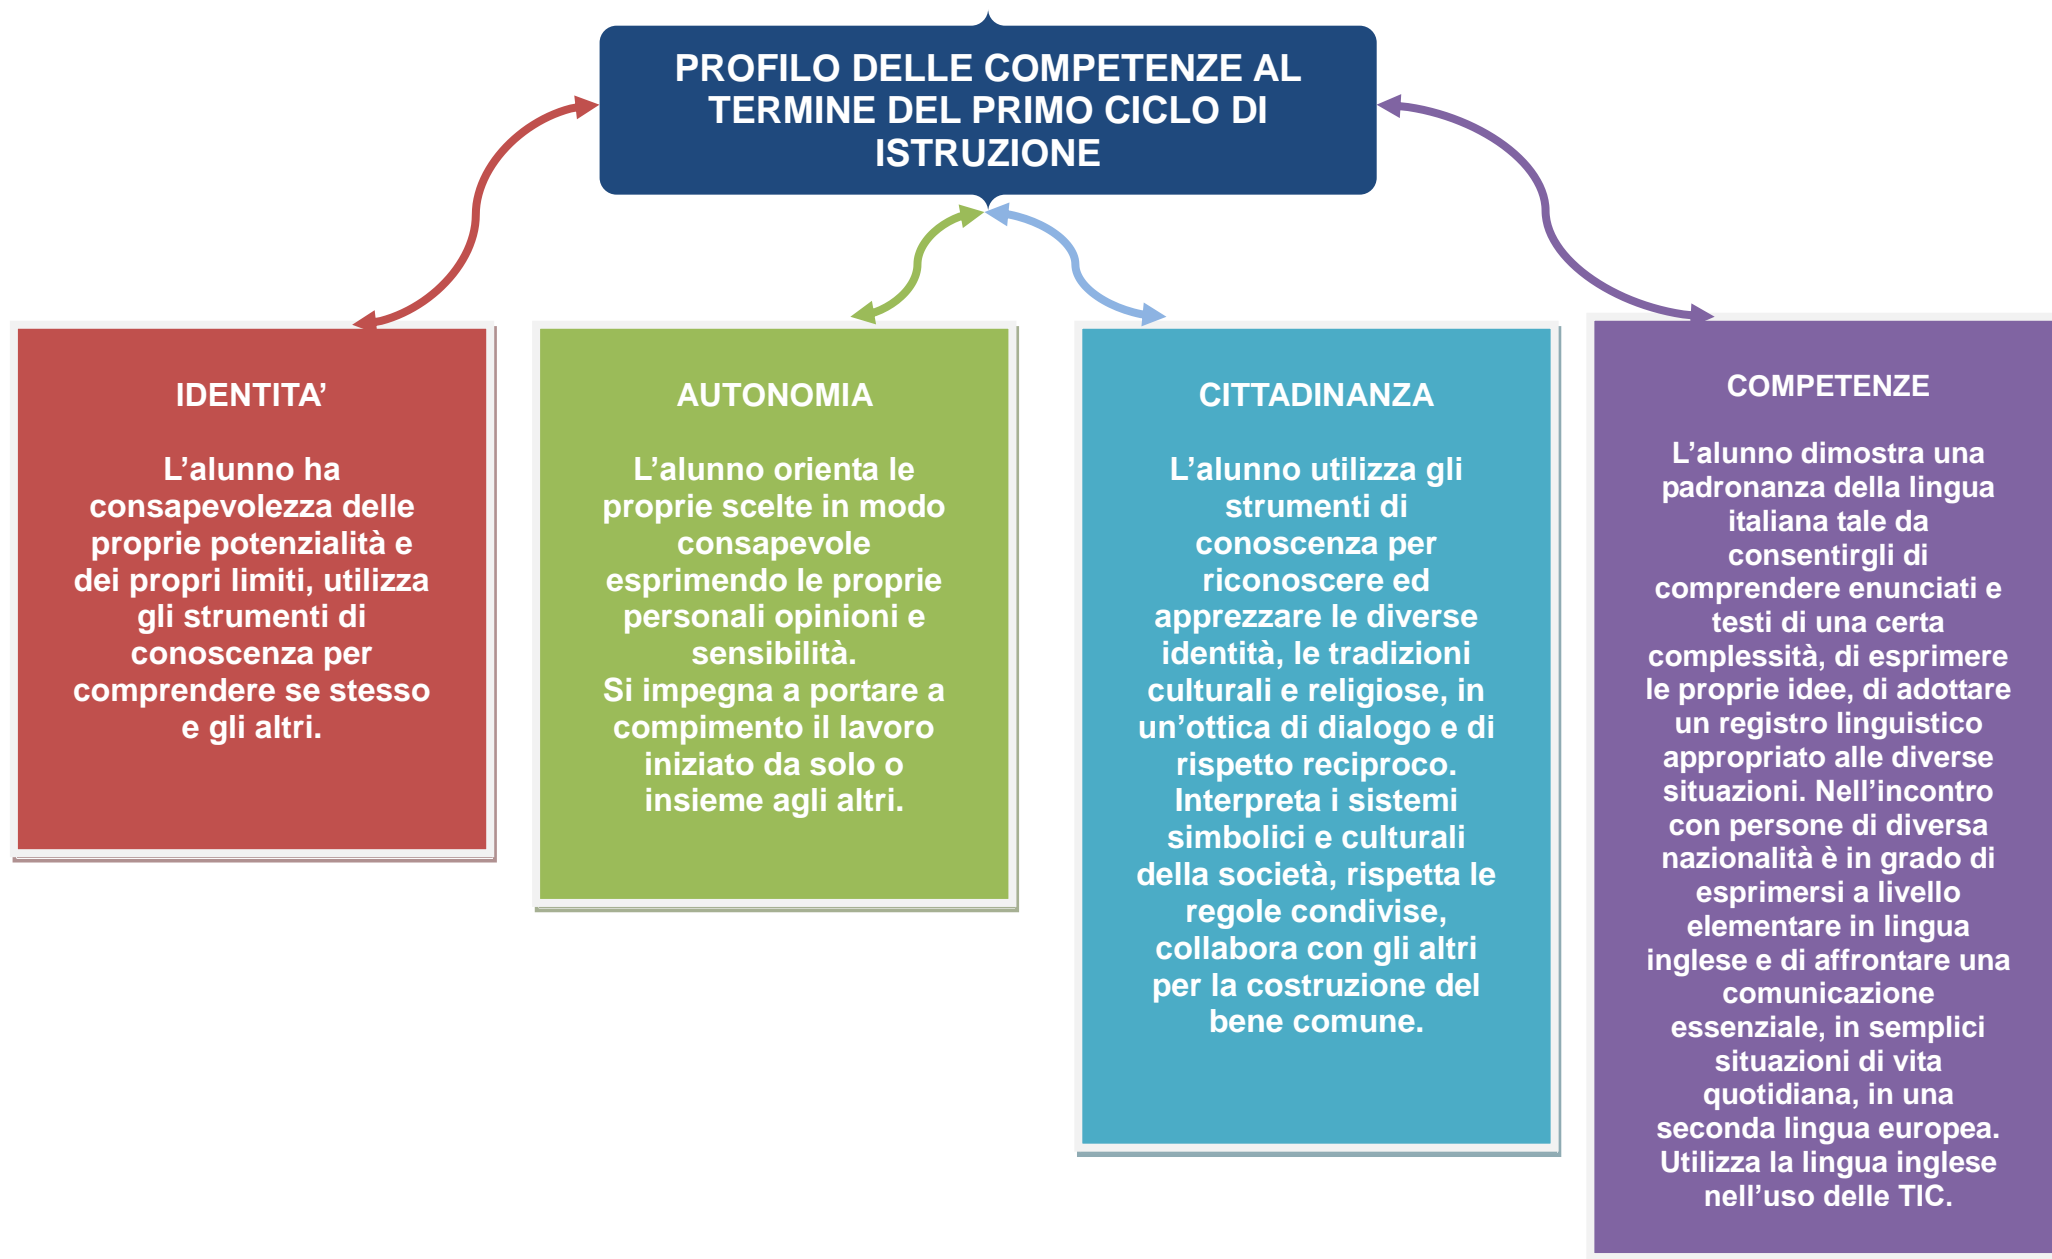 PROFILO DELLE COMPETENZE AL
TERMINE DEL PRIMO CICLO DI
ISTRUZIONE
IDENTITA’
L’alunno ha
consapevolezza delle
proprie potenzialità e
dei propri limiti, utilizza
gli strumenti di
conoscenza per
comprendere se stesso
e gli altri.
AUTONOMIA
L’alunno orienta le
proprie scelte in modo
consapevole
esprimendo le proprie
personali opinioni e
sensibilità.
Si impegna a portare a
compimento il lavoro
iniziato da solo o
insieme agli altri.
CITTADINANZA
L’alunno utilizza gli
strumenti di
conoscenza per
riconoscere ed
apprezzare le diverse
identità, le tradizioni
culturali e religiose, in
un’ottica di dialogo e di
rispetto reciproco.
Interpreta i sistemi
simbolici e culturali
della società, rispetta le
regole condivise,
collabora con gli altri
per la costruzione del
bene comune.
COMPETENZE
L’alunno dimostra una
padronanza della lingua
italiana tale da
consentirgli di
comprendere enunciati e
testi di una certa
complessità, di esprimere
le proprie idee, di adottare
un registro linguistico
appropriato alle diverse
situazioni. Nell’incontro
con persone di diversa
nazionalità è in grado di
esprimersi a livello
elementare in lingua
inglese e di affrontare una
comunicazione
essenziale, in semplici
situazioni di vita
quotidiana, in una
seconda lingua europea.
Utilizza la lingua inglese
nell’uso delle TIC.